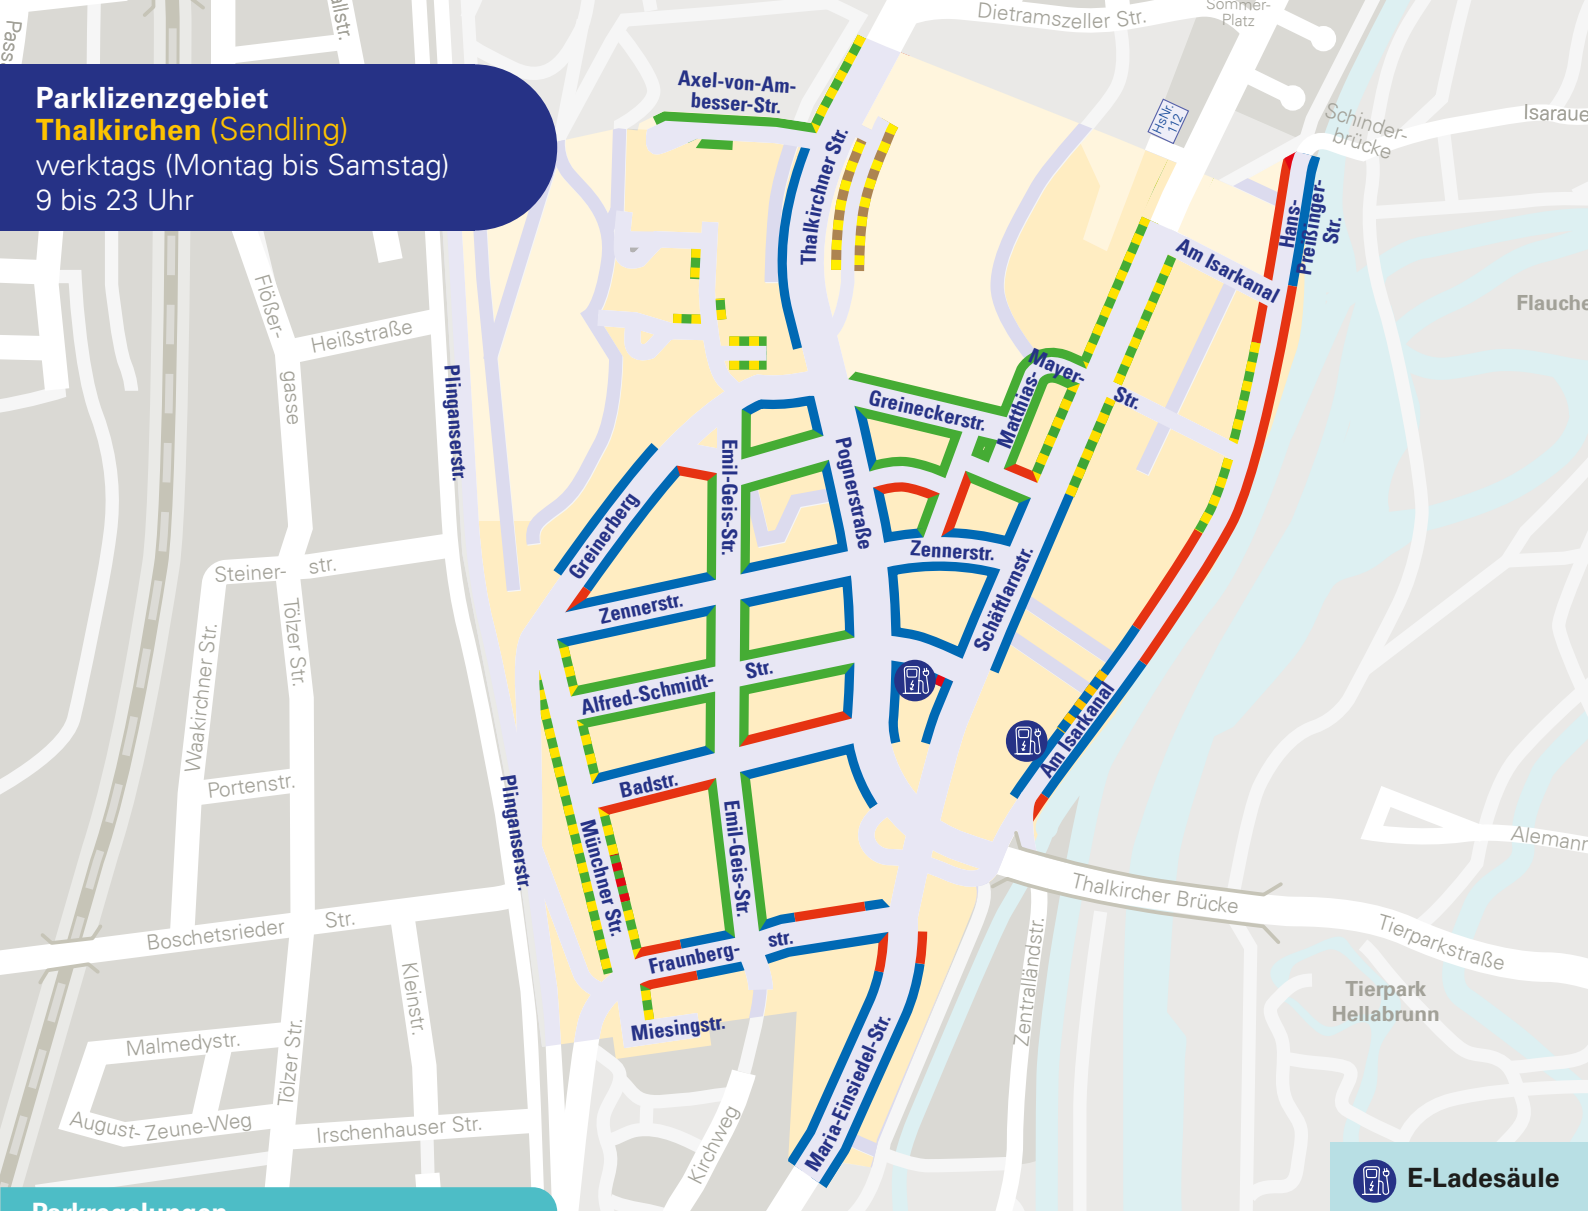 Parklizenzgebiet
Thalkirchen (Sendling)
werktags (Montag bis Samstag)
9 bis 23 Uhr
Dietramszeller Str.
Sommer-
Platz
Axel-von-Am-
besser-Str.
HsNr.
112
Schinder-
brücke
Isaraue
Thalkirchner Str.
Hans-
Preißinger-
Str.
Am Isarkanal
Flauche
Flößer-
gasse
Heißstraße
Plinganserstr.
Mayer-
Matthias-
Str.
Greineckerstr.
Emil-Geis-Str.
Pognerstraße
Greinerberg
Zennerstr.
Zennerstr.
Schäftlarnstr.
Steiner-
str.
Tölzer Str.
Waakirchner Str.
Alfred-Schmidt-
Str.
Am Isarkanal
Portenstr.
Badstr.
Plinganserstr.
Münchner Str.
Emil-Geis-Str.
Alemann
Thalkircher Brücke
Boschetsrieder
Str.
Fraunberg-
str.
Tierparkstraße
Kleinstr.
Zentralländstr.
Tierpark
Hellabrunn
Miesingstr.
Malmedystr.
Tölzer Str.
Maria-Einsiedel-Str.
August-
Zeune-Weg
Irschenhauser Str.
Kirchweg
E-Ladesäule
Parkregelungen